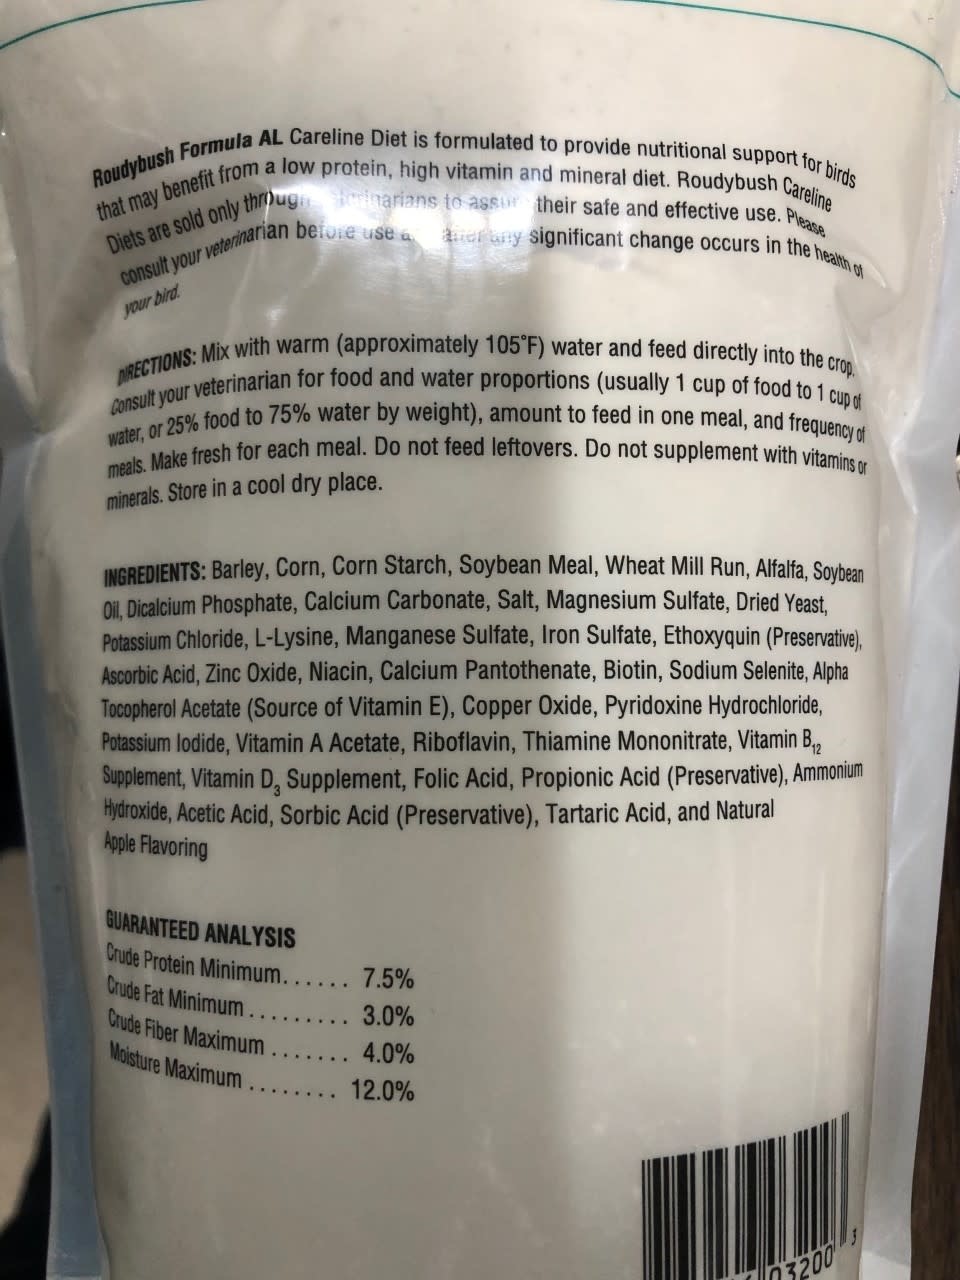 Roudybush Formula AL Careline Diet is formulated to provide nutritional support for birds
that may benefit from a low protein, high vitamin and mineral diet. Roudybush Careline
Diets are sold only through veterinarians to assure their safe and effective use. Please
consult your veterinarian before use after any significant change occurs in the health of
your bird.
DIRECTIONS: Mix with warm (approximately 105°F) water and feed directly into the crop.
Consult your veterinarian for food and water proportions (usually 1 cup of food to 1 cup of
water, or 25% food to 75% water by weight), amount to feed in one meal, and frequency of
meals. Make fresh for each meal. Do not feed leftovers. Do not supplement with vitamins or
minerals. Store in a cool dry place.
INGREDIENTS: Barley, Corn, Corn Starch, Soybean Meal, Wheat Mill Run, Alfalfa, Soybean
Oil, Dicalcium Phosphate, Calcium Carbonate, Salt, Magnesium Sulfate, Dried Yeast,
Potassium Chloride, L-Lysine, Manganese Sulfate, Iron Sulfate, Ethoxyquin (Preservative),
Ascorbic Acid, Zinc Oxide, Niacin, Calcium Pantothenate, Biotin, Sodium Selenite, Alpha
Tocopherol Acetate (Source of Vitamin E), Copper Oxide, Pyridoxine Hydrochloride,
Potassium Iodide, Vitamin A Acetate, Riboflavin, Thiamine Mononitrate, Vitamin B12
Supplement, Vitamin D3 Supplement, Folic Acid, Propionic Acid (Preservative), Ammonium
Hydroxide, Acetic Acid, Sorbic Acid (Preservative), Tartaric Acid, and Natural
Apple Flavoring
GUARANTEED ANALYSIS
Crude Protein Minimum. . . . . . 7.5%
Crude Fat Minimum . . . . . . . . . 3.0%
Crude Fiber Maximum . . . . . . . 4.0%
Moisture Maximum . . . . . . . . 12.0%
03200 3